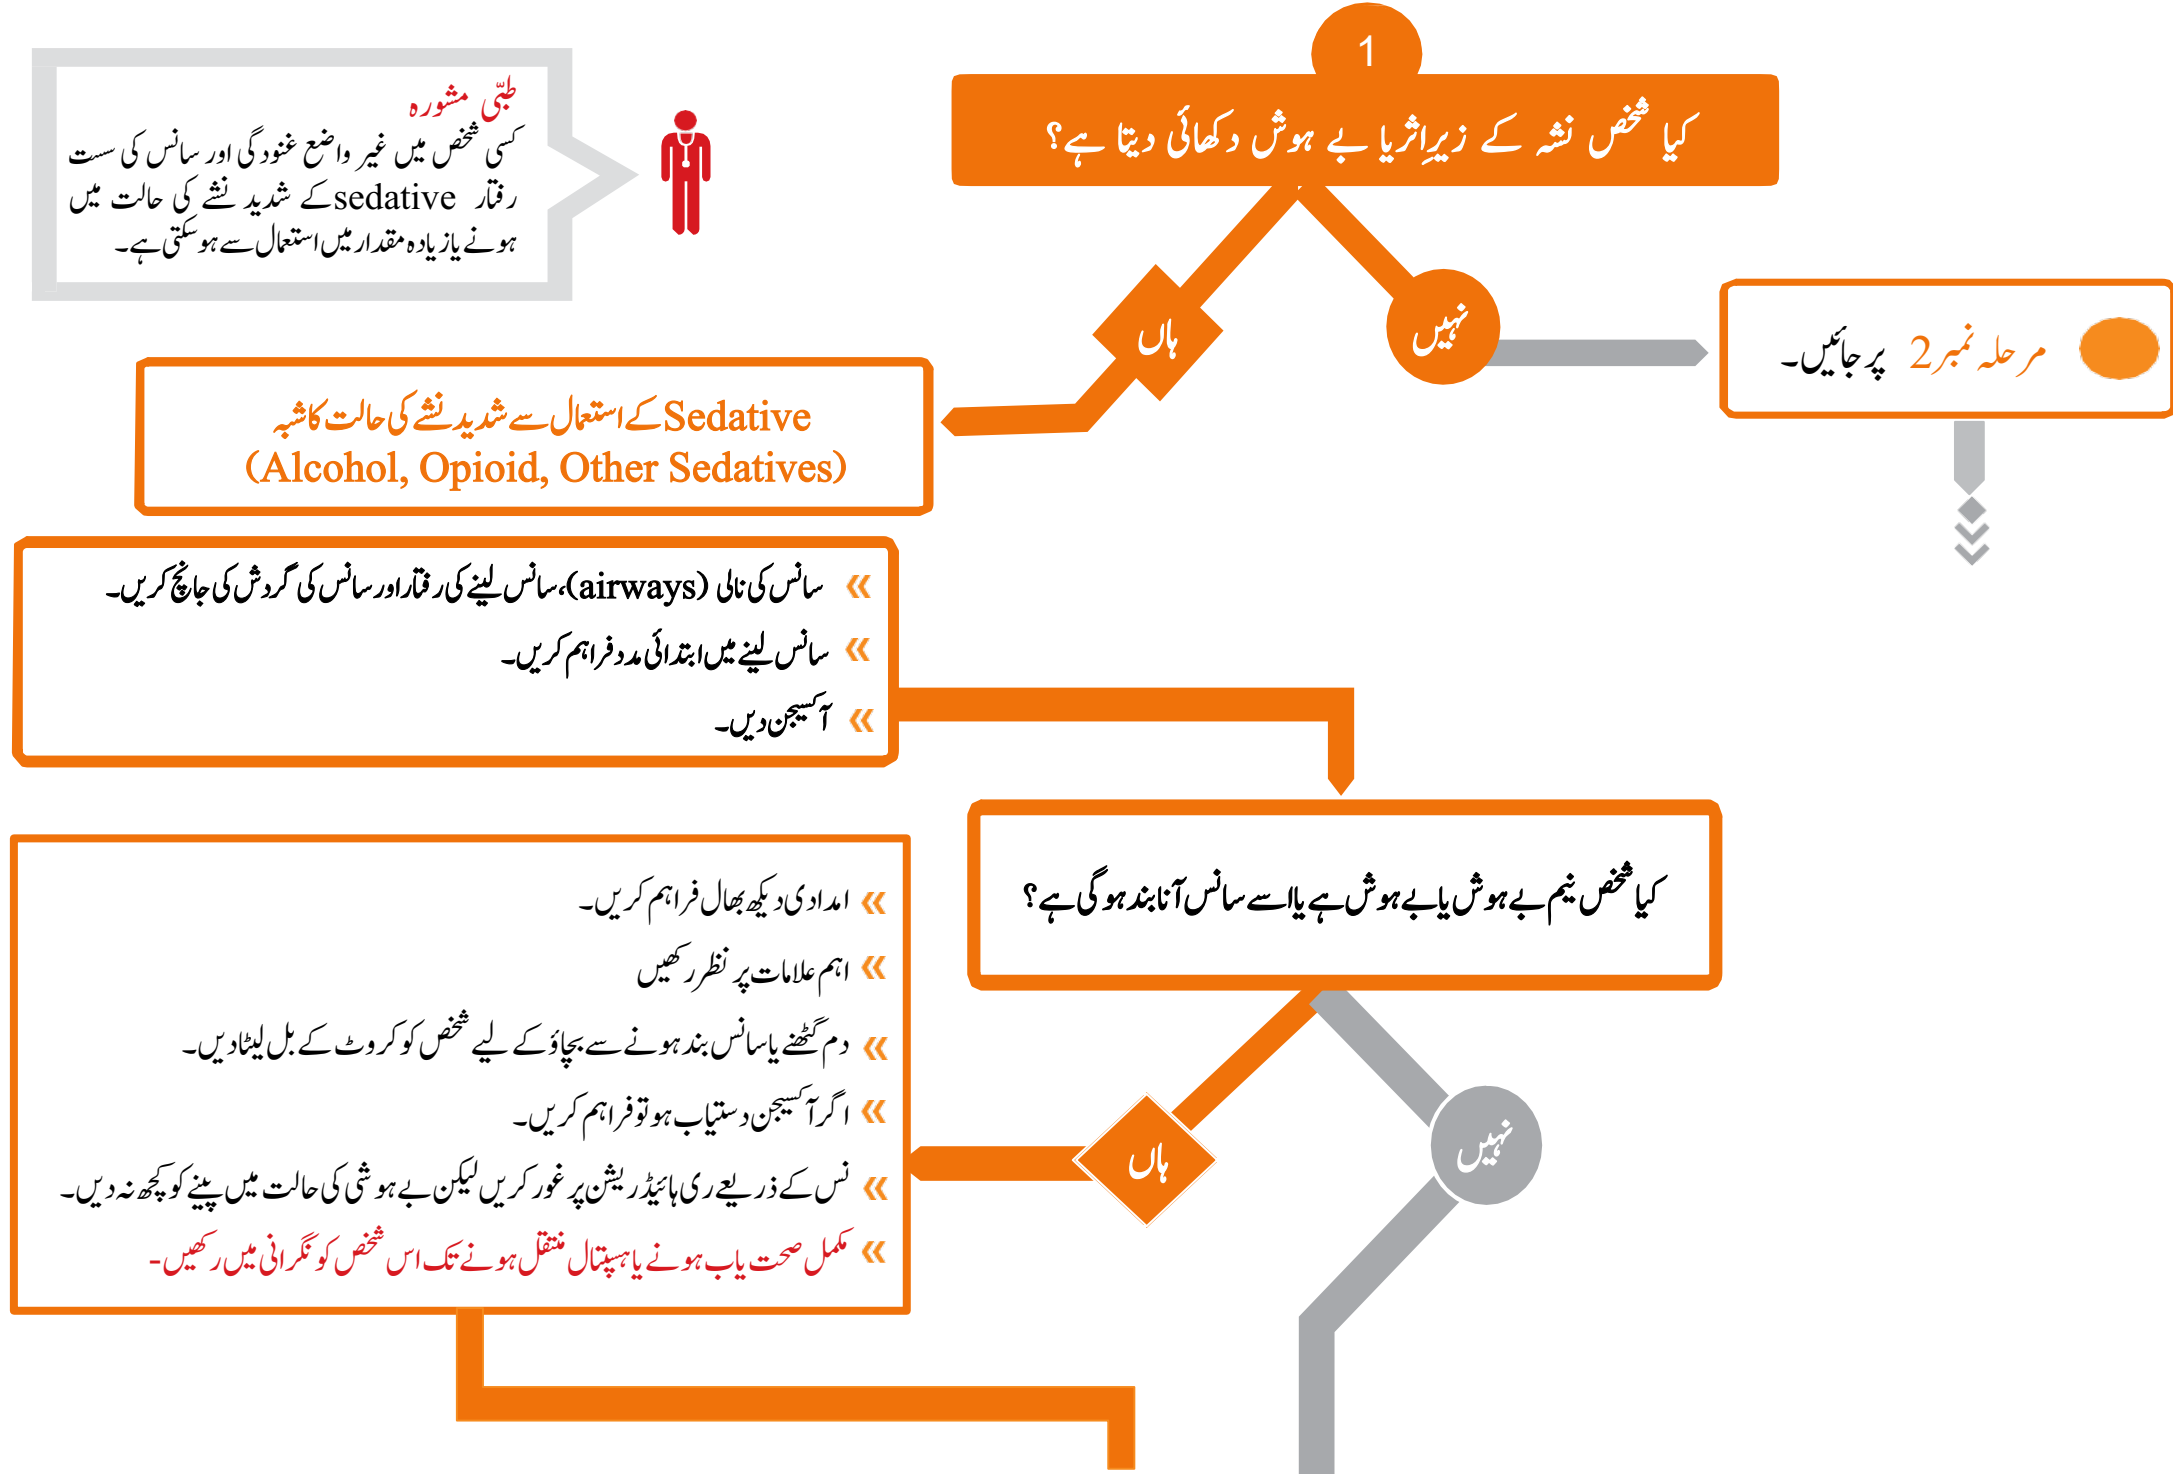 1
کیا شخص نشہ کے زیرِاثر یا بے ہوش دکھائی دیتا ہے؟
طبّی مشورہ
کسی شخص میں غیر واضع غنودگی اور سانس کی سست
رفتار sedative کے شدید نشے کی حالت میں
ہونے یا زیادہ مقدار میں استعمال سے ہو سکتی ہے۔
نہیں
ہاں
مرحلہ نمبر 2 پر جائیں۔
Sedative کے استعمال سے شدید نشے کی حالت کا شبہ
(Alcohol, Opioid, Other Sedatives)
» سانس کی نالی (airways)، سانس لینے کی رفتار اور سانس کی گردش کی جانچ کریں۔
» سانس لینے میں ابتدائی مدد فراہم کریں۔
» آکسیجن دیں۔
کیا شخص نیم بے ہوش یا بے ہوش ہے یا اسے سانس آنا بند ہو گی ہے؟
نہیں
ہاں
» امدادی دیکھ بھال فراہم کریں۔
» اہم علامات پر نظر رکھیں
» دم گٹھنے یا سانس بند ہونے سے بچاؤ کے لیے شخص کو کروٹ کے بل لیٹا دیں۔
» اگر آکسیجن دستیاب ہو تو فراہم کریں۔
» نس کے ذریعے ری ہائیڈریشن پر غور کریں لیکن بے ہوشی کی حالت میں پینے کو کچھ نہ دیں۔
» مکمل صحت یاب ہونے یا ہسپتال منتقل ہونے تک اس شخص کو نگرانی میں رکھیں-